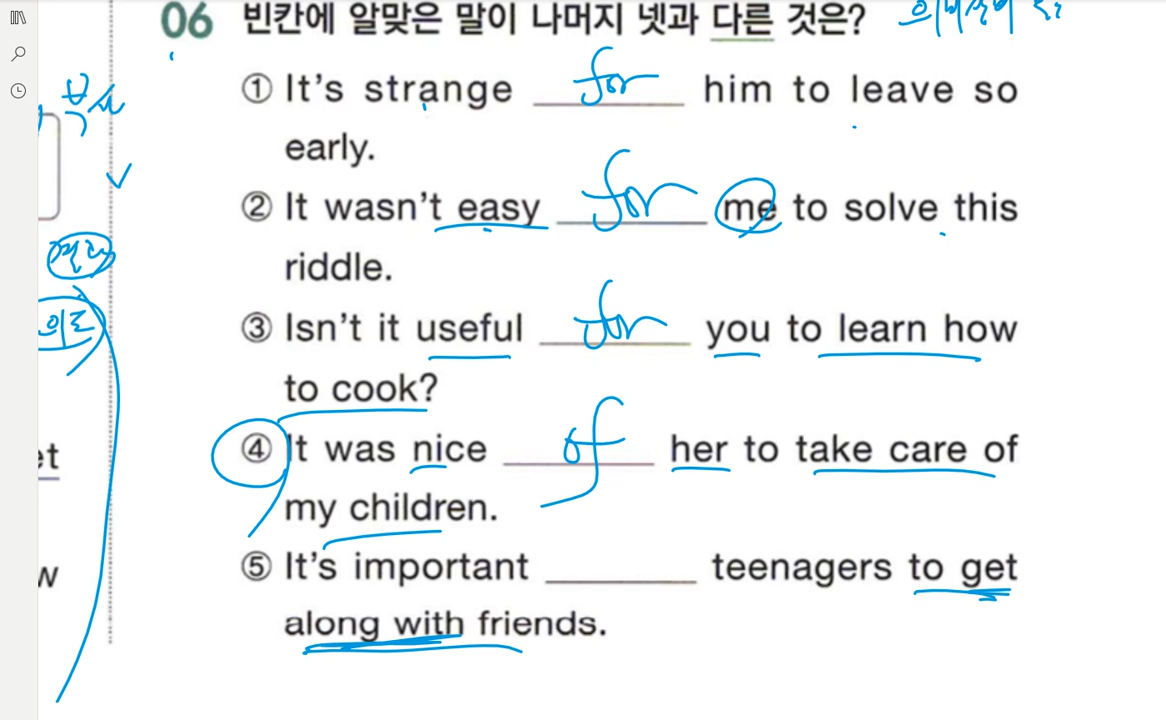 06 빈칸에 알맞은 말이 나머지 넷과 다른 것은?
① It's strange for him to leave so
early.
② It wasn't easy for me to solve this
riddle.
③ Isn't it useful for you to learn how
to cook?
④ It was nice of her to take care of
my children.
⑤ It's important ______ teenagers to get
along with friends.